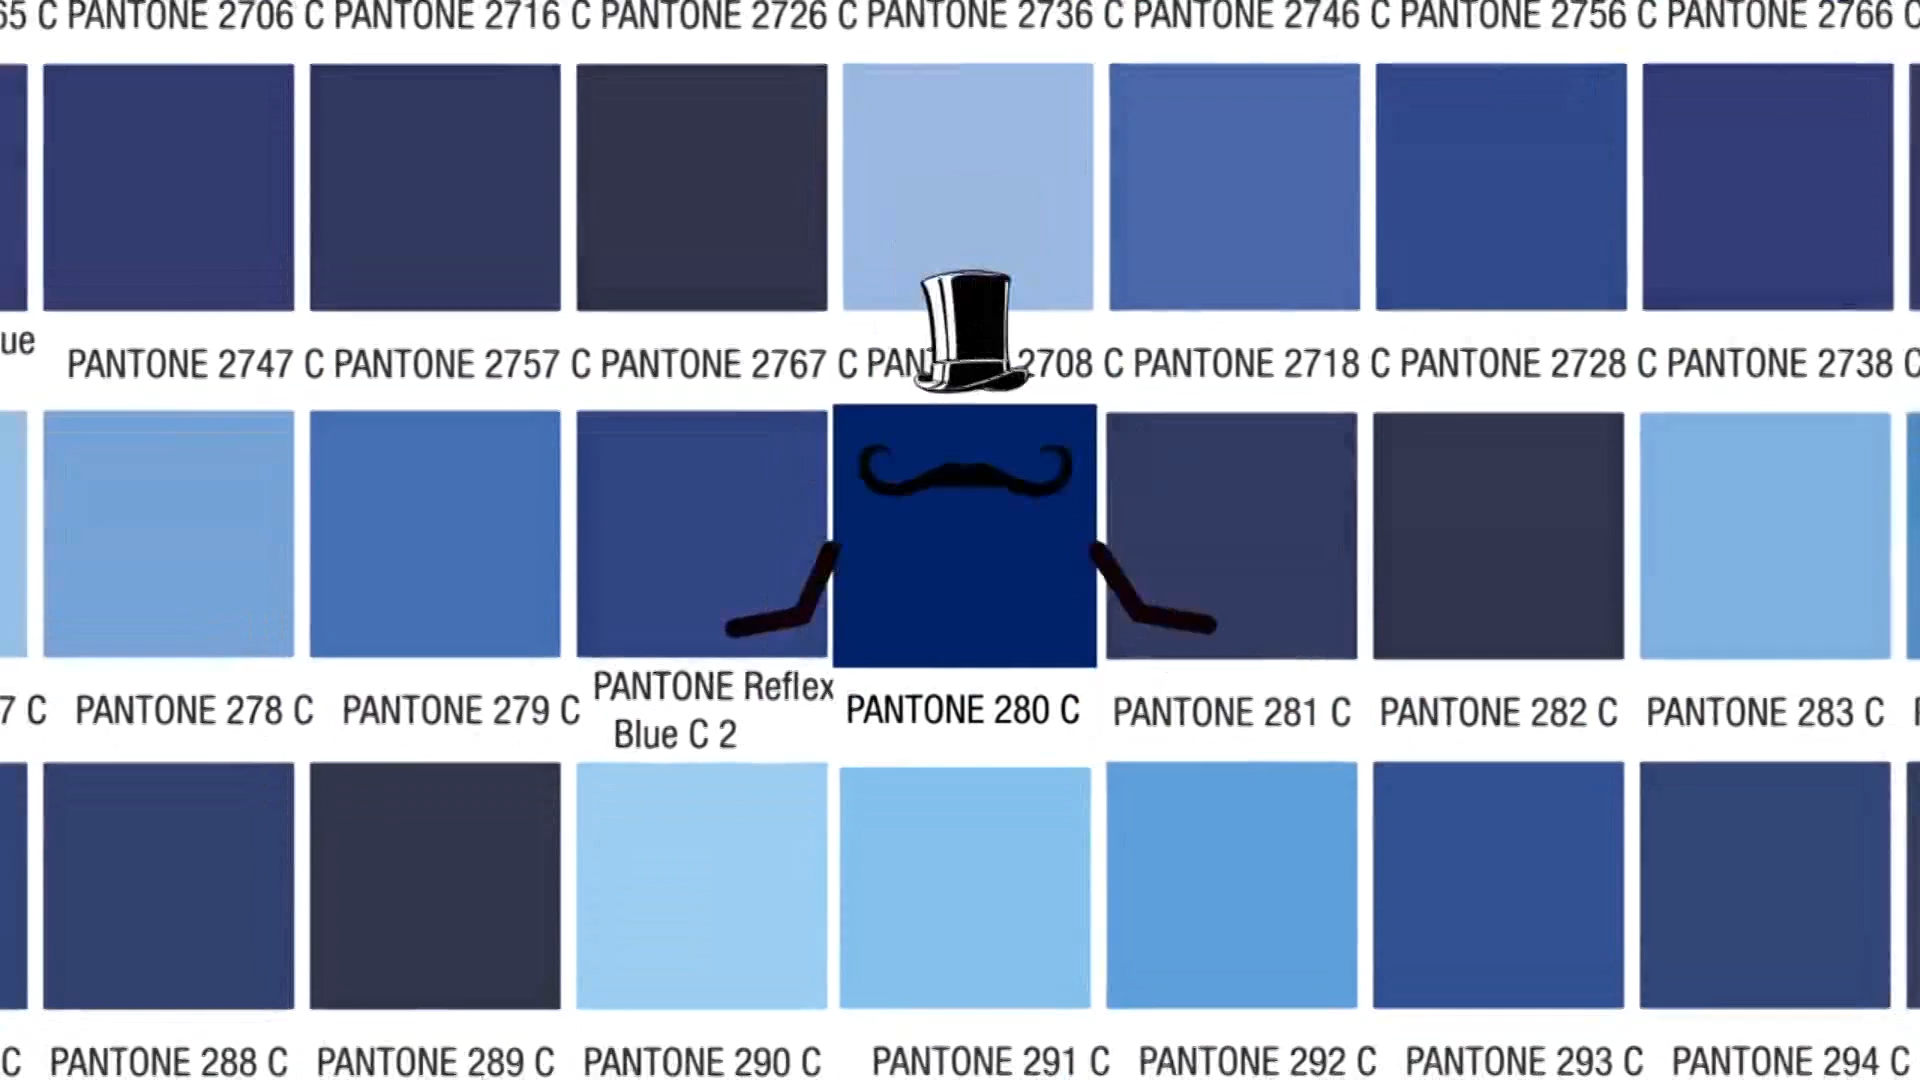 65 C PANTONE 2706 C PANTONE 2716 C PANTONE 2726 C PANTONE 2736 C PANTONE 2746 C PANTONE 2756 C PANTONE 2766 C
ue
PANTONE 2747 C PANTONE 2757 C PANTONE 2767 C PAN 2708 C PANTONE 2718 C PANTONE 2728 C PANTONE 2738 C
7 C PANTONE 278 C PANTONE 279 C PANTONE Reflex Blue C 2 PANTONE 280 C PANTONE 281 C PANTONE 282 C PANTONE 283 C
C PANTONE 288 C PANTONE 289 C PANTONE 290 C PANTONE 291 C PANTONE 292 C PANTONE 293 C PANTONE 294 C